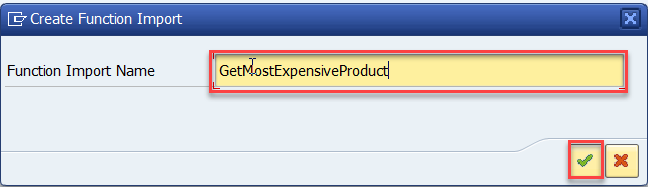 Create Function Import
Function Import Name GetMostExpensiveProduct